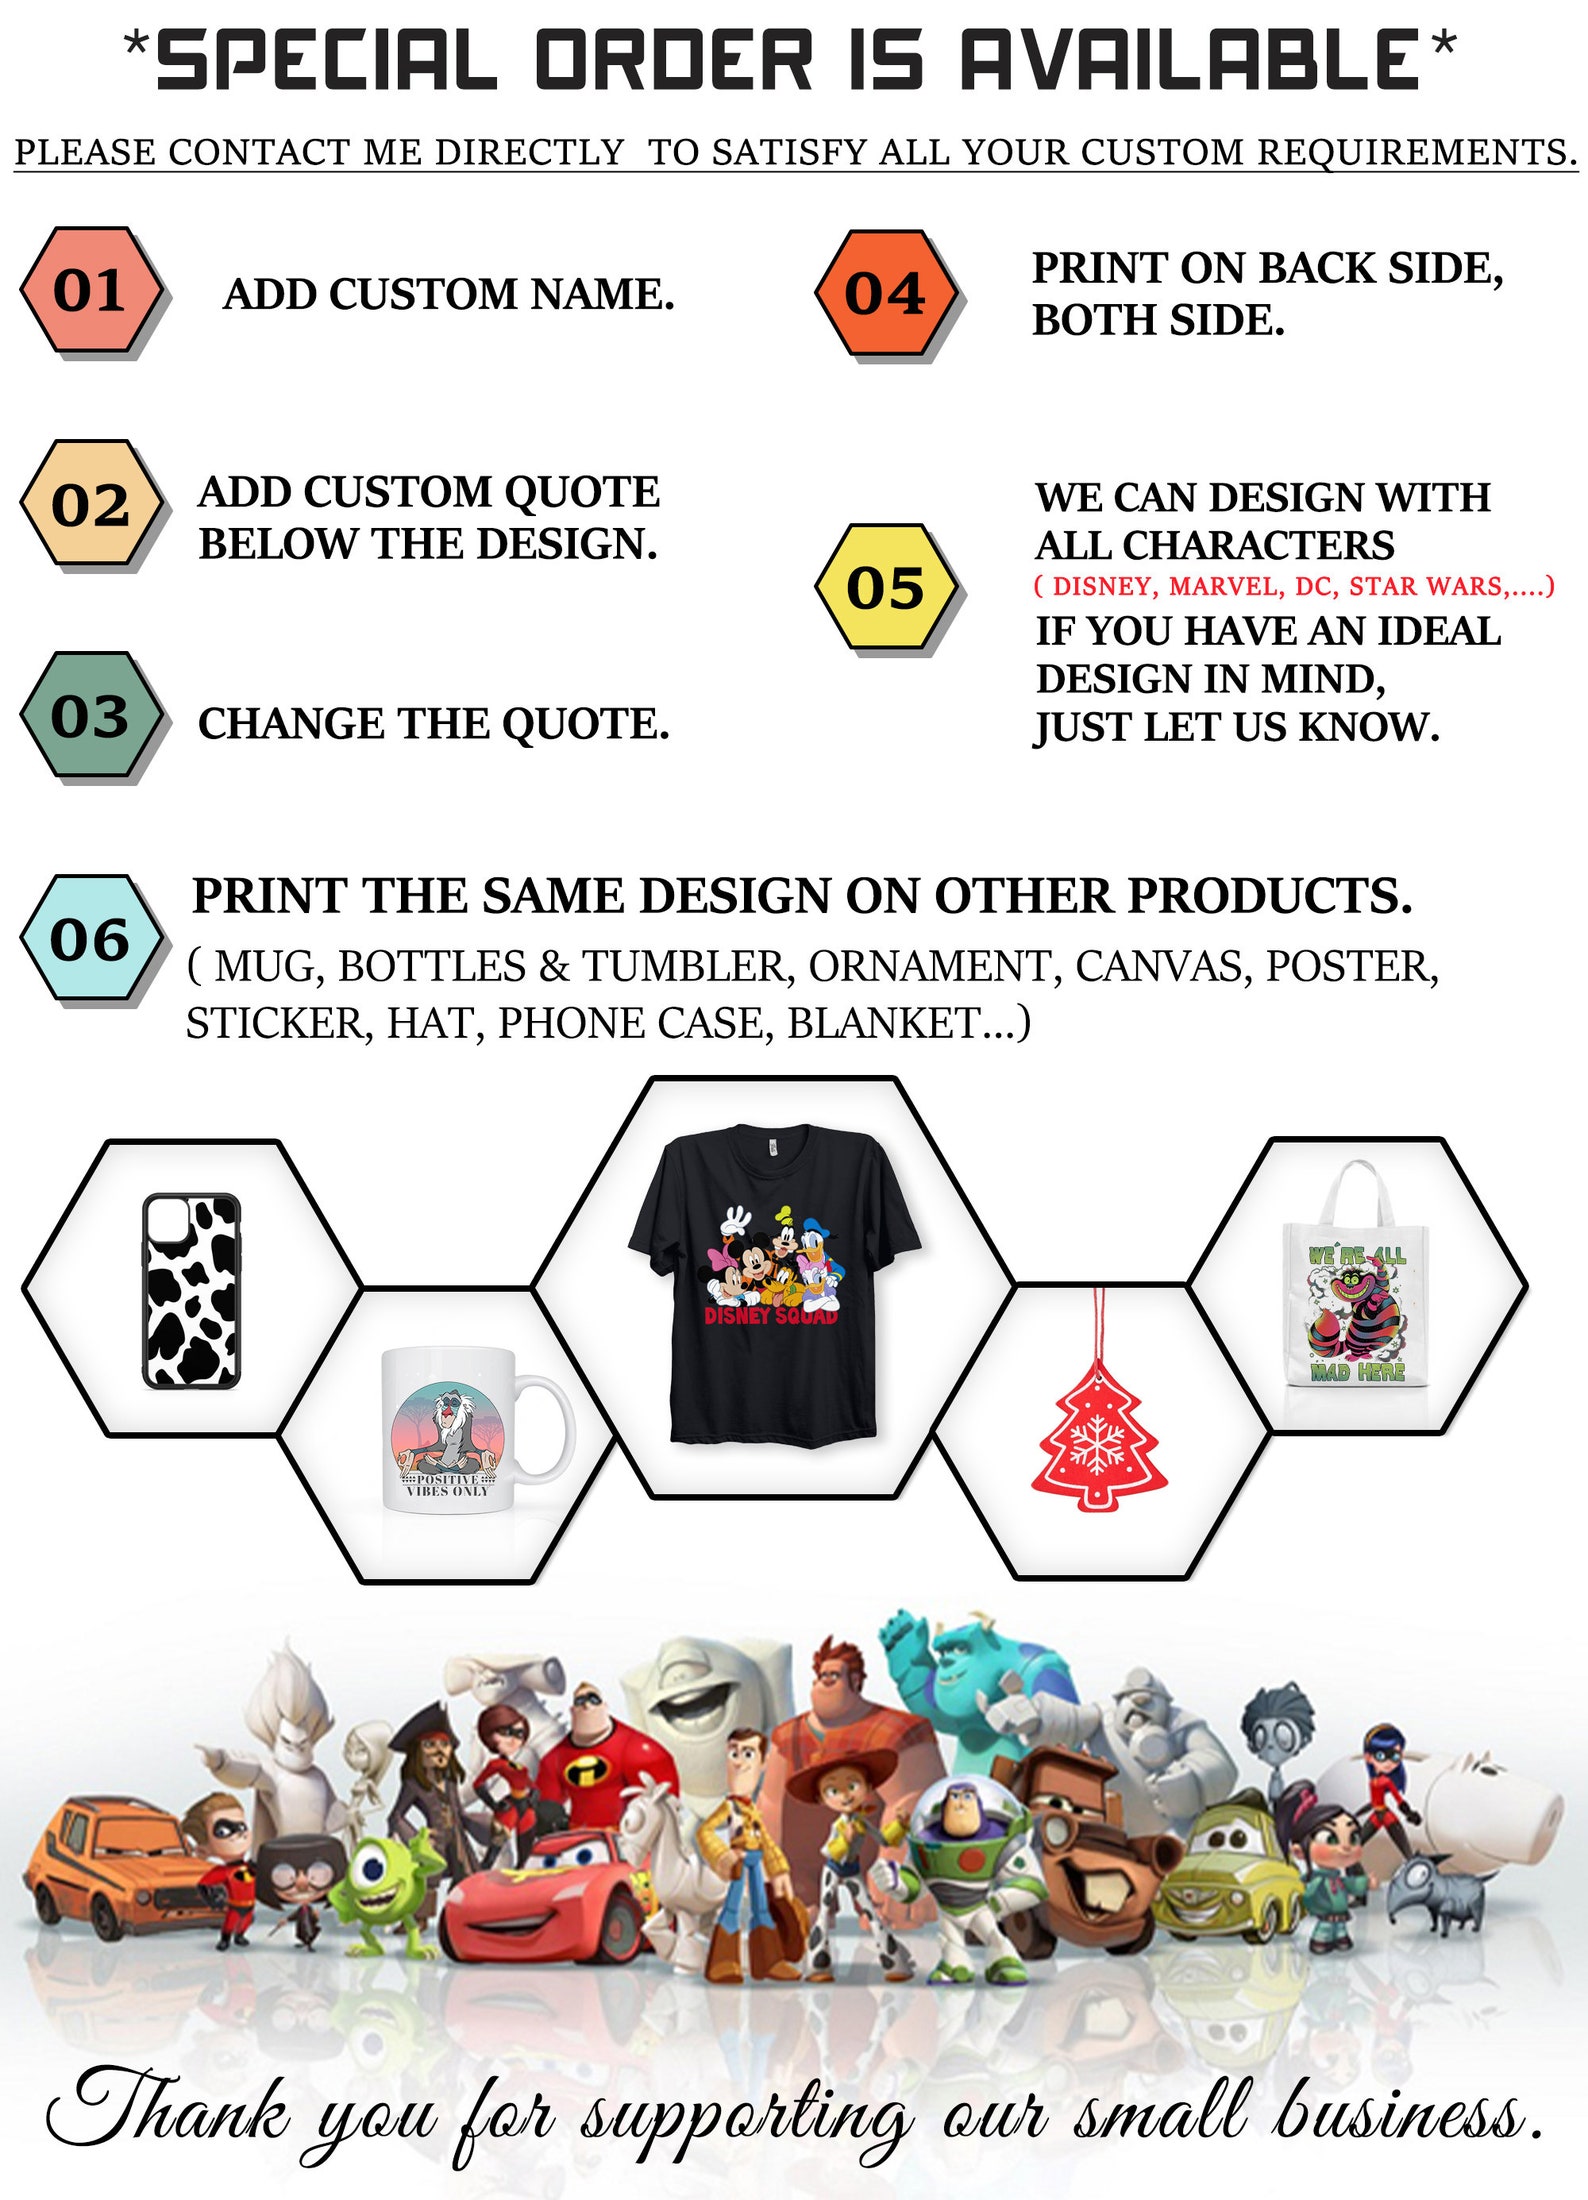 *SPECIAL ORDER IS AVAILABLE*
PLEASE CONTACT ME DIRECTLY TO SATISFY ALL YOUR CUSTOM REQUIREMENTS.
01
ADD CUSTOM NAME.
02
ADD CUSTOM QUOTE
BELOW THE DESIGN.
03
CHANGE THE QUOTE.
04
PRINT ON BACK SIDE,
BOTH SIDE.
05
WE CAN DESIGN WITH
ALL CHARACTERS
( DISNEY, MARVEL, DC, STAR WARS,....)
IF YOU HAVE AN IDEAL
DESIGN IN MIND,
JUST LET US KNOW.
06
PRINT THE SAME DESIGN ON OTHER PRODUCTS.
( MUG, BOTTLES & TUMBLER, ORNAMENT, CANVAS, POSTER,
STICKER, HAT, PHONE CASE, BLANKET...)
POSITIVE
VIBES ONLY
DISNEY SQUAD
WE'RE ALL
MAD HERE
Thank you for supporting our small business.